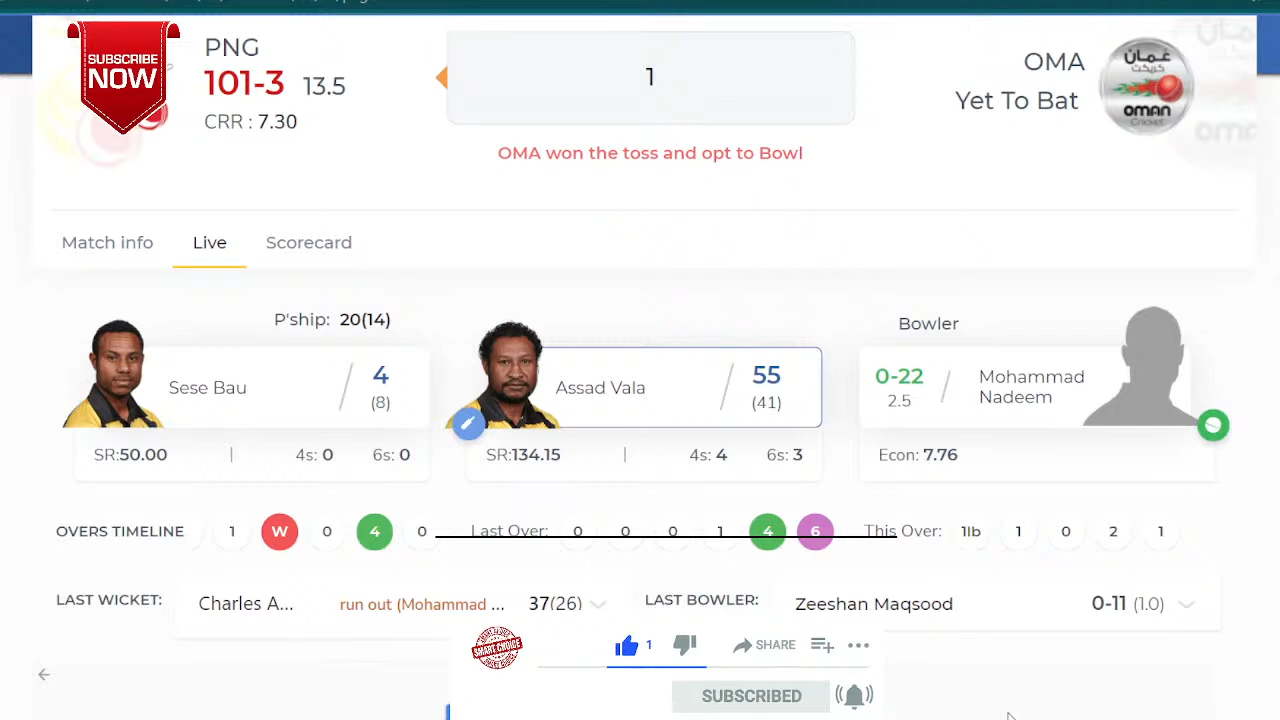 SUBSCRIBE
NOW
PNG
101-3 13.5
CRR : 7.30
1
OMA won the toss and opt to Bowl
OMA
Yet To Bat
عُمان
كريكت
OMAN
Cricket
Match info Live Scorecard
P'ship: 20(14)
Sese Bau
4
(8)
SR:50.00 | 4s: 0 6s: 0
Assad Vala
55
(41)
SR:134.15 | 4s: 4 6s: 3
Bowler
0-22
2.5
Mohammad
Nadeem
Econ: 7.76
OVERS TIMELINE 1 W 0 4 0 Last Over: 0 0 0 1 4 6 This Over: 1lb 1 0 2 1
LAST WICKET: Charles A... run out (Mohammad ... 37(26) LAST BOWLER: Zeeshan Maqsood 0-11 (1.0)
SMART CHOICE
1 SHARE
SUBSCRIBED